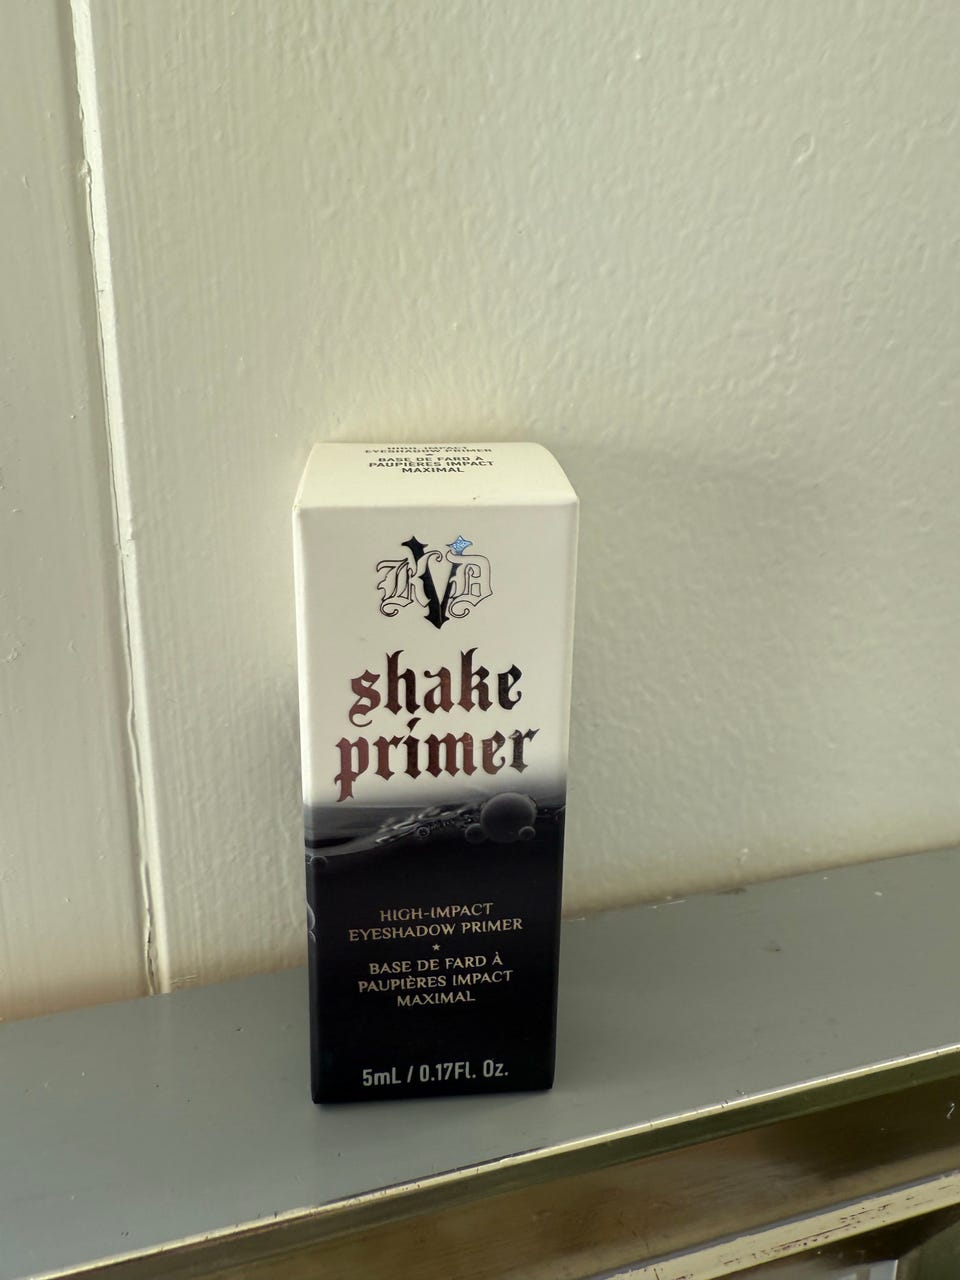 HIGH-IMPACT
EYESHADOW PRIMER
BASE DE FARD À
PAUPIÈRES IMPACT
MAXIMAL
KVD
shake
primer
HIGH-IMPACT
EYESHADOW PRIMER
BASE DE FARD À
PAUPIÈRES IMPACT
MAXIMAL
5mL / 0.17Fl. Oz.